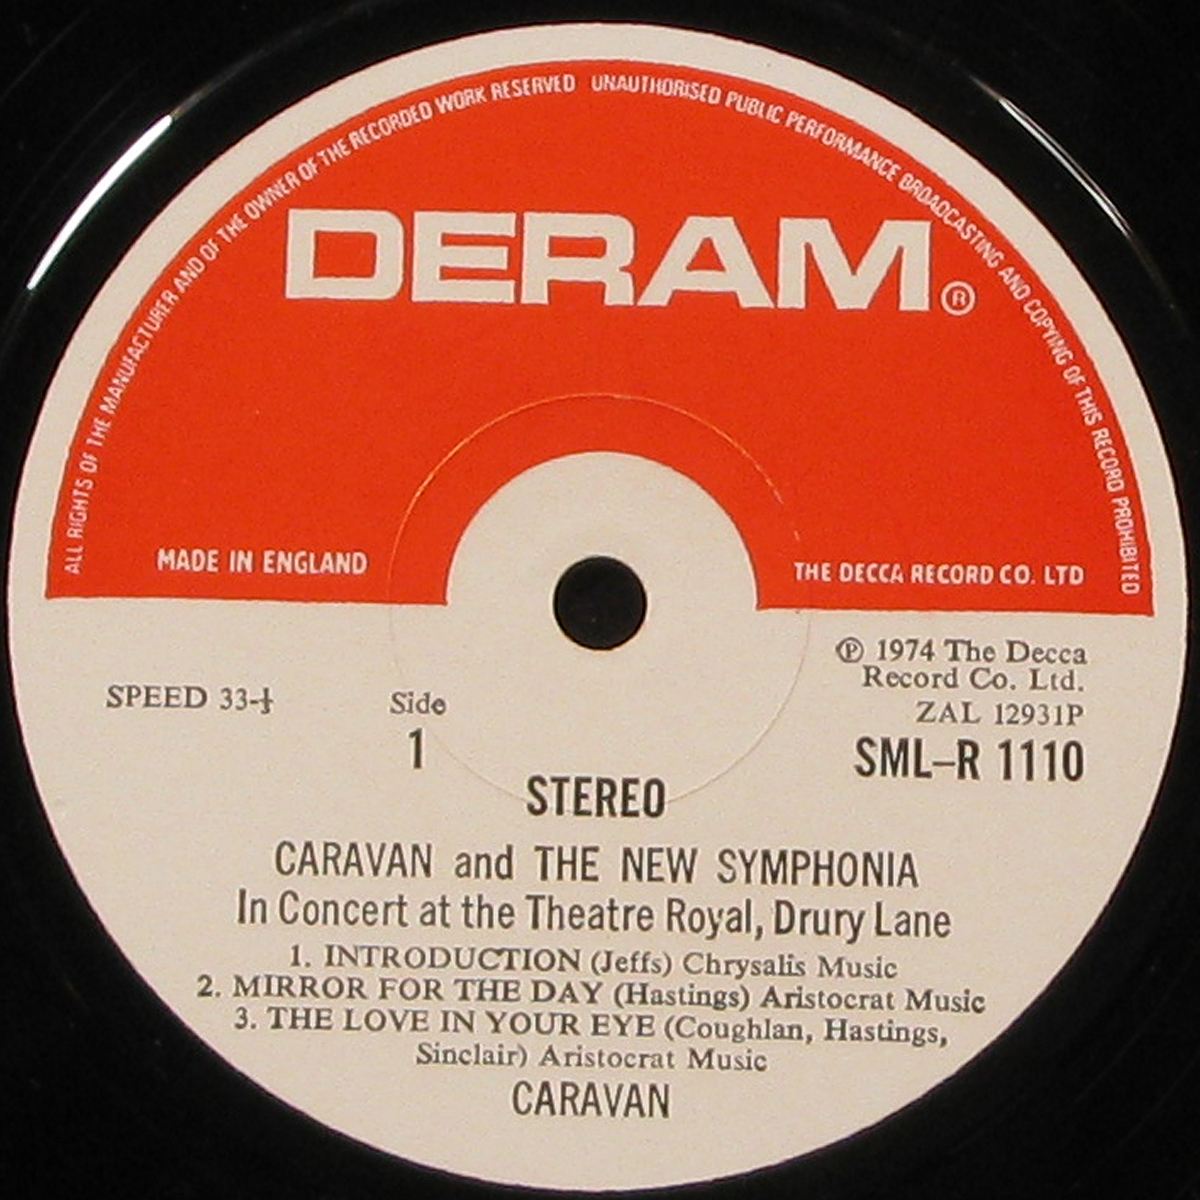 ALL RIGHTS OF THE MANUFACTURER AND OF THE OWNER OF THE RECORDED WORK RESERVED UNAUTHORISED PUBLIC PERFORMANCE BROADCASTING AND COPYING OF THIS RECORD PROHIBITED
DERAM®
MADE IN ENGLAND
THE DECCA RECORD CO. LTD
℗ 1974 The Decca
Record Co. Ltd.
ZAL 12931P
SML–R 1110
SPEED 33-⅓
Side
1
STEREO
CARAVAN and THE NEW SYMPHONIA
In Concert at the Theatre Royal, Drury Lane
1. INTRODUCTION (Jeffs) Chrysalis Music
2. MIRROR FOR THE DAY (Hastings) Aristocrat Music
3. THE LOVE IN YOUR EYE (Coughlan, Hastings,
Sinclair) Aristocrat Music
CARAVAN